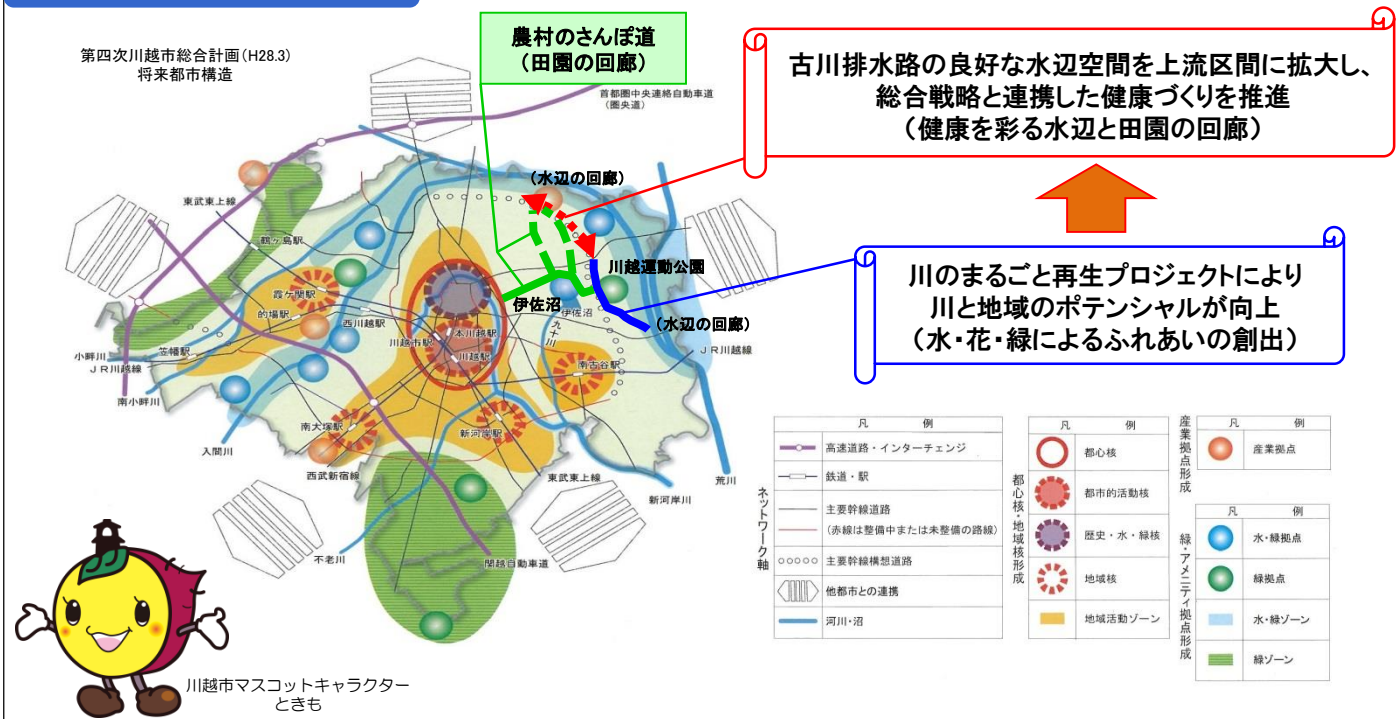 第四次川越市総合計画(H28.3)
将来都市構造
農村のさんぽ道
(田園の回廊)
古川排水路の良好な水辺空間を上流区間に拡大し、
総合戦略と連携した健康づくりを推進
(健康を彩る水辺と田園の回廊)
川のまるごと再生プロジェクトにより
川と地域のポテンシャルが向上
(水・花・緑によるふれあいの創出)
首都圏中央連絡自動車道
(圏央道)
(水辺の回廊)
東武東上線
鶴ヶ島駅
川越運動公園
霞ケ関駅
伊佐沼
伊佐沼
的場駅
西川越駅
(水辺の回廊)
本川越駅
川越市駅
九十川
川越駅
笠幡駅
小畔川
JR川越線
JR川越線
南古谷駅
南小畔川
南大塚駅
新河岸駅
入間川
西武新宿線
東武東上線
荒川
新河岸川
不老川
関越自動車道
川越市マスコットキャラクター
ときも
ネットワーク軸
凡 例
高速道路・インターチェンジ
鉄道・駅
主要幹線道路
(赤線は整備中または未整備の路線)
主要幹線構想道路
他都市との連携
河川・沼
都心核・地域核形成
凡 例
都心核
都市的活動核
歴史・水・緑核
地域核
地域活動ゾーン
産業拠点形成
凡 例
産業拠点
緑・アメニティ拠点形成
凡 例
水・緑拠点
緑拠点
水・緑ゾーン
緑ゾーン